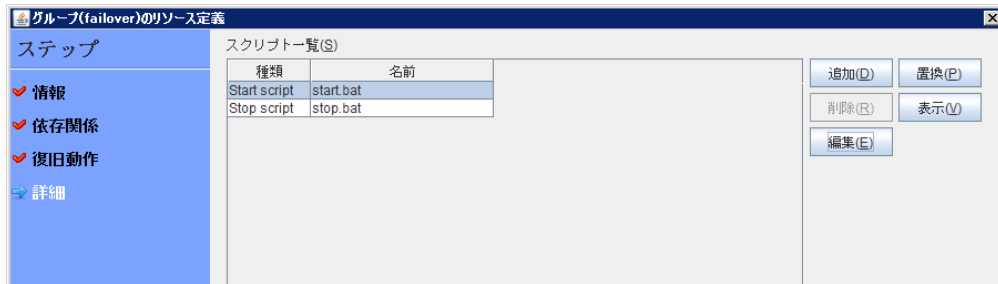 グループ(failover)のリソース定義
ステップ
情報
依存関係
復旧動作
詳細
スクリプト一覧(S)
種類 名前
Start script start.bat
Stop script stop.bat
追加(D) 置換(P)
削除(R) 表示(V)
編集(E)